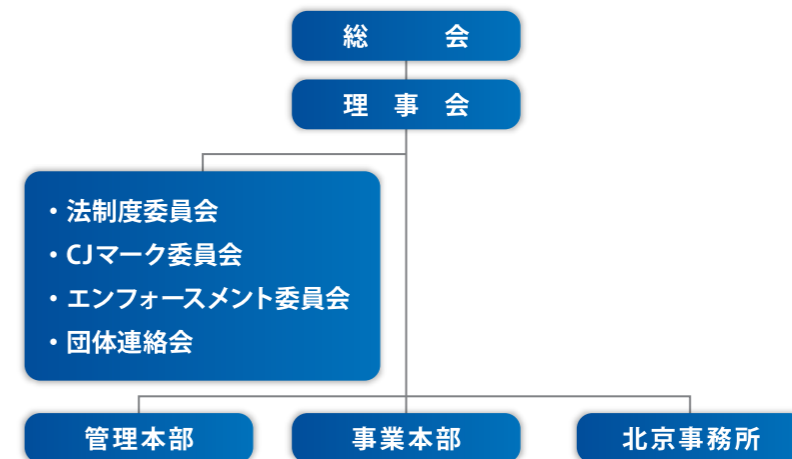 総　　会
理　事　会
・法制度委員会
・CJマーク委員会
・エンフォースメント委員会
・団体連絡会
管理本部
事業本部
北京事務所